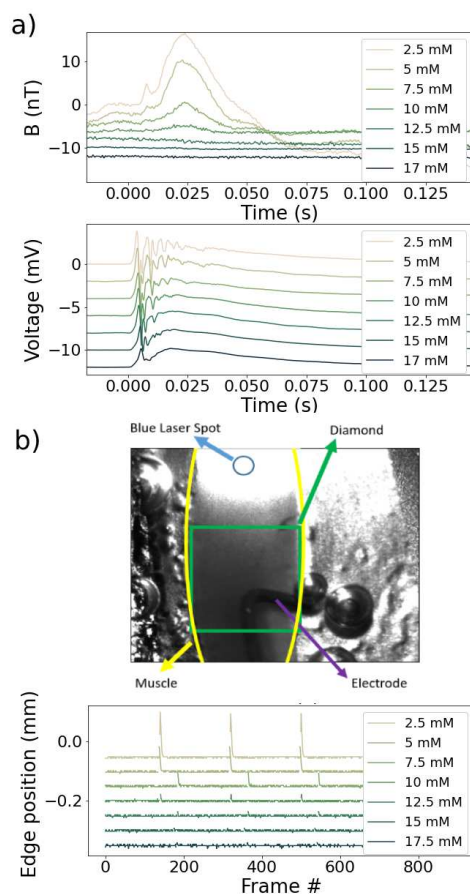 a)
B (nT)
10
0
−10
2.5 mM
5 mM
7.5 mM
10 mM
12.5 mM
15 mM
17 mM
0.000 0.025 0.050 0.075 0.100 0.125
Time (s)
Voltage (mV)
0
−5
−10
2.5 mM
5 mM
7.5 mM
10 mM
12.5 mM
15 mM
17 mM
0.000 0.025 0.050 0.075 0.100 0.125
Time (s)
b)
Blue Laser Spot
Diamond
Muscle
Electrode
Edge position (mm)
0.0
−0.2
2.5 mM
5 mM
7.5 mM
10 mM
12.5 mM
15 mM
17.5 mM
0 200 400 600 800
Frame #